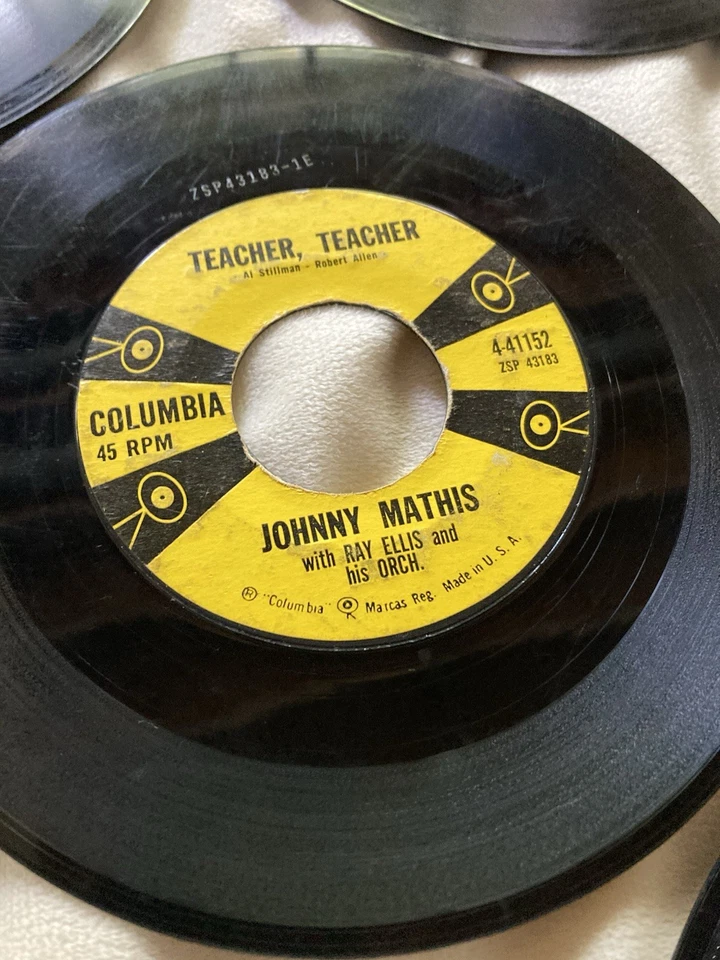 ZSP43183-1E
TEACHER, TEACHER
Al Stillman - Robert Allen
4-41152
ZSP 43183
COLUMBIA
45 RPM
JOHNNY MATHIS
with RAY ELLIS and
his ORCH.
® "Columbia" Marcas Reg. Made in U. S. A.